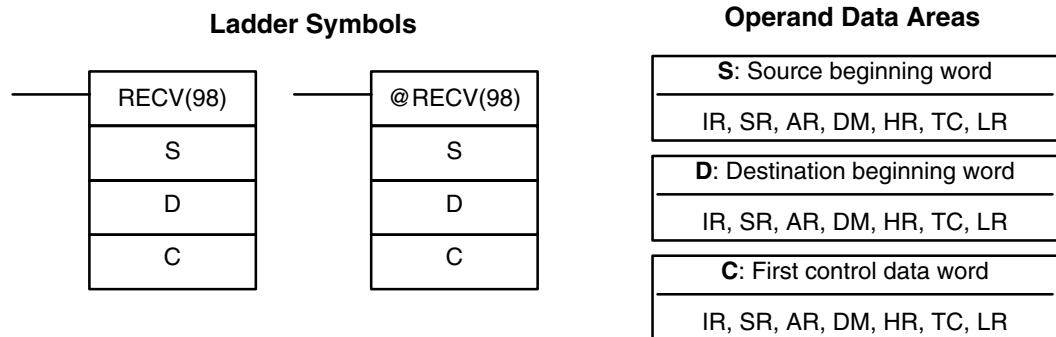 Ladder Symbols
RECV(98)
S
D
C
@RECV(98)
S
D
C
Operand Data Areas
S: Source beginning word
IR, SR, AR, DM, HR, TC, LR
D: Destination beginning word
IR, SR, AR, DM, HR, TC, LR
C: First control data word
IR, SR, AR, DM, HR, TC, LR